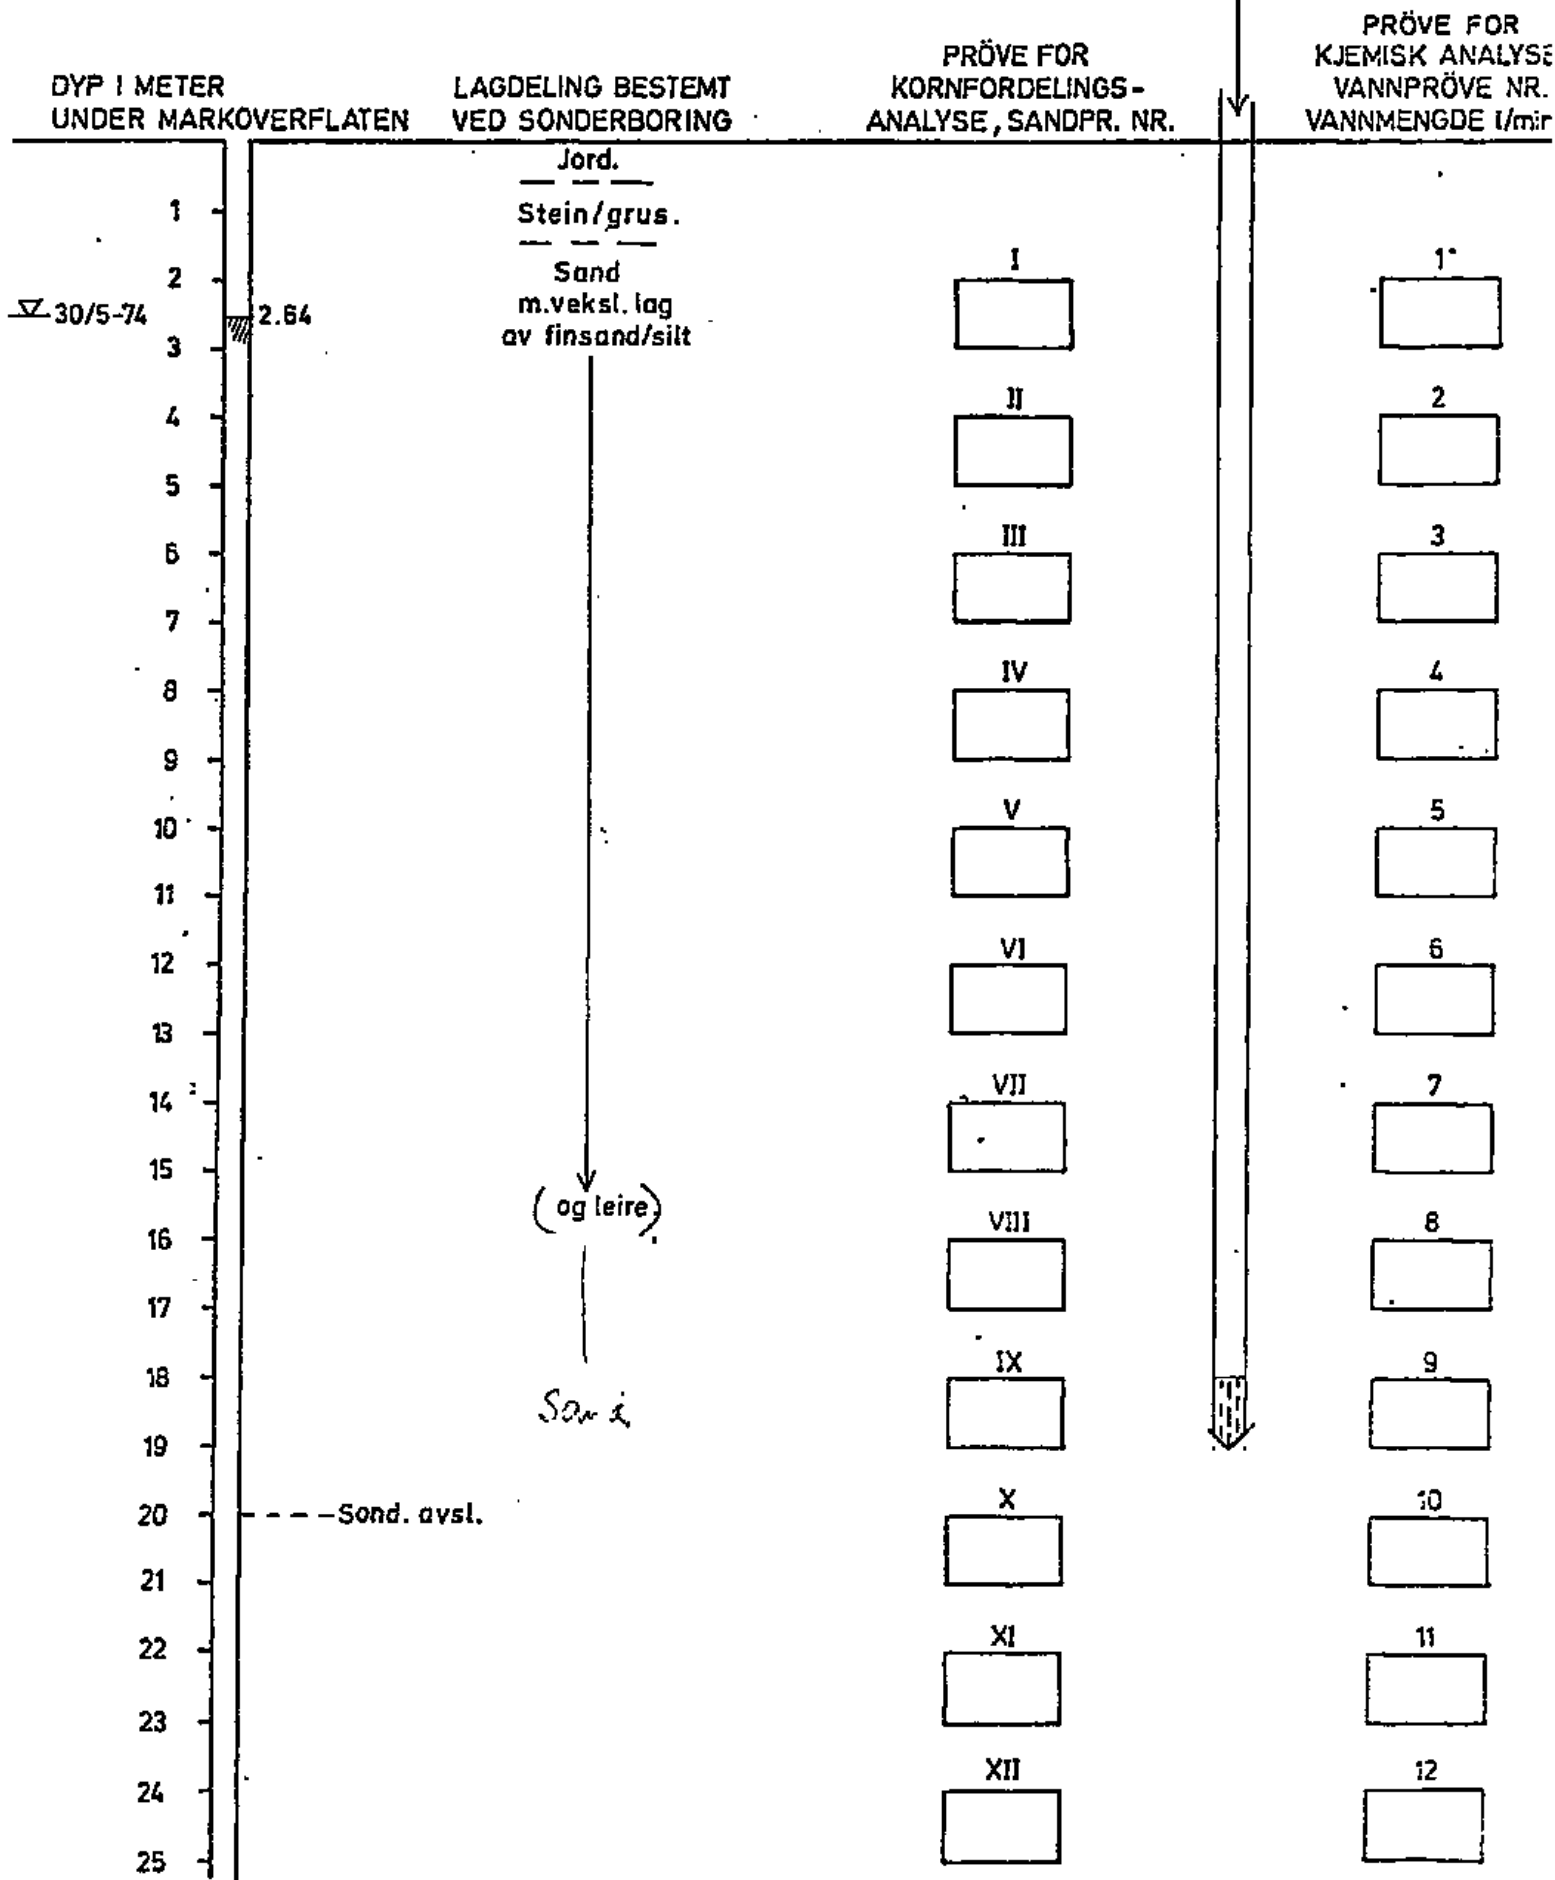 DYP I METER
UNDER MARKOVERFLATEN
LAGDELING BESTEMT
VED SONDERBORING
PRÖVE FOR
KORNFORDELINGS-
ANALYSE, SANDPR. NR.
PRÖVE FOR
KJEMISK ANALYSE
VANNPRÖVE NR.
VANNMENGDE l/min
Jord.
1 Stein/grus.
I 1
2 Sand
m.veksl. lag
30/5-74 2.64
av finsand/silt
3
II 2
4
5
III 3
6
7
IV 4
8
9
V 5
10
11
VI 6
12
13
VII 7
14
15
(og leire)
VIII 8
16
17
IX 9
18
19
X 10
20 Sond. avsl.
21
XI 11
22
23
XII 12
24
25